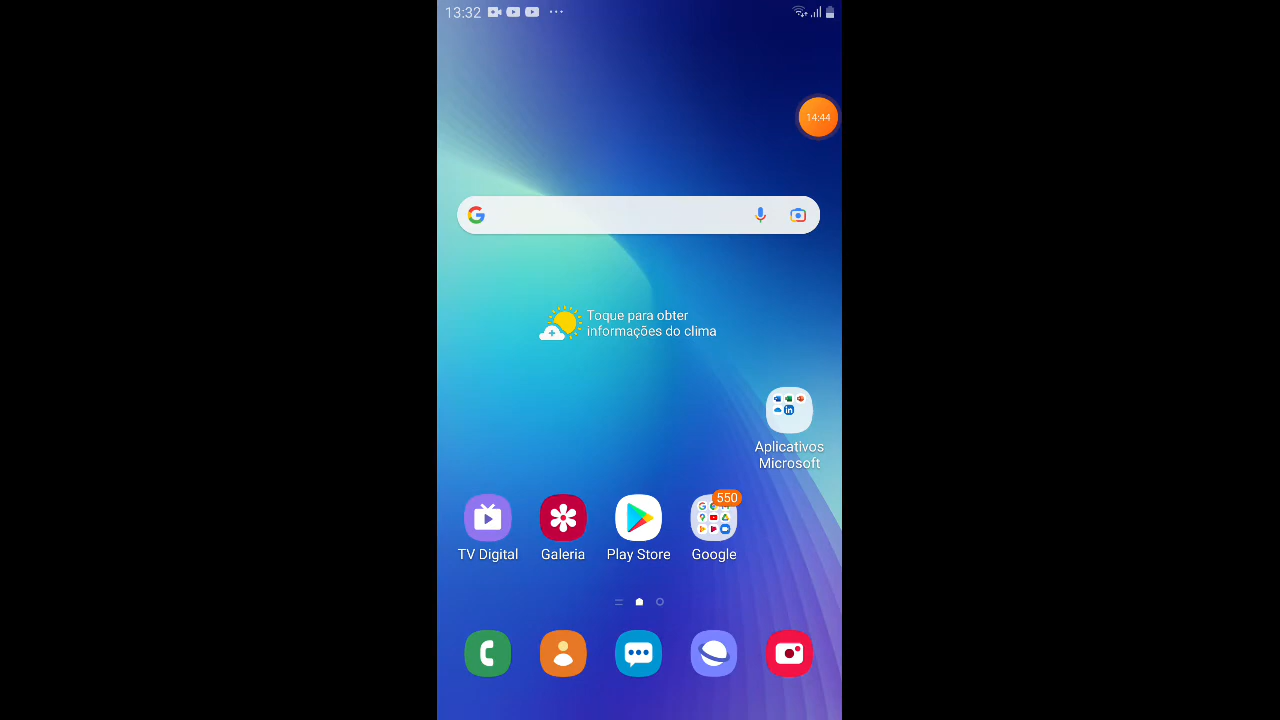 13:32
14:44
Toque para obter
informações do clima
Aplicativos
Microsoft
550
TV Digital
Galeria
Play Store
Google